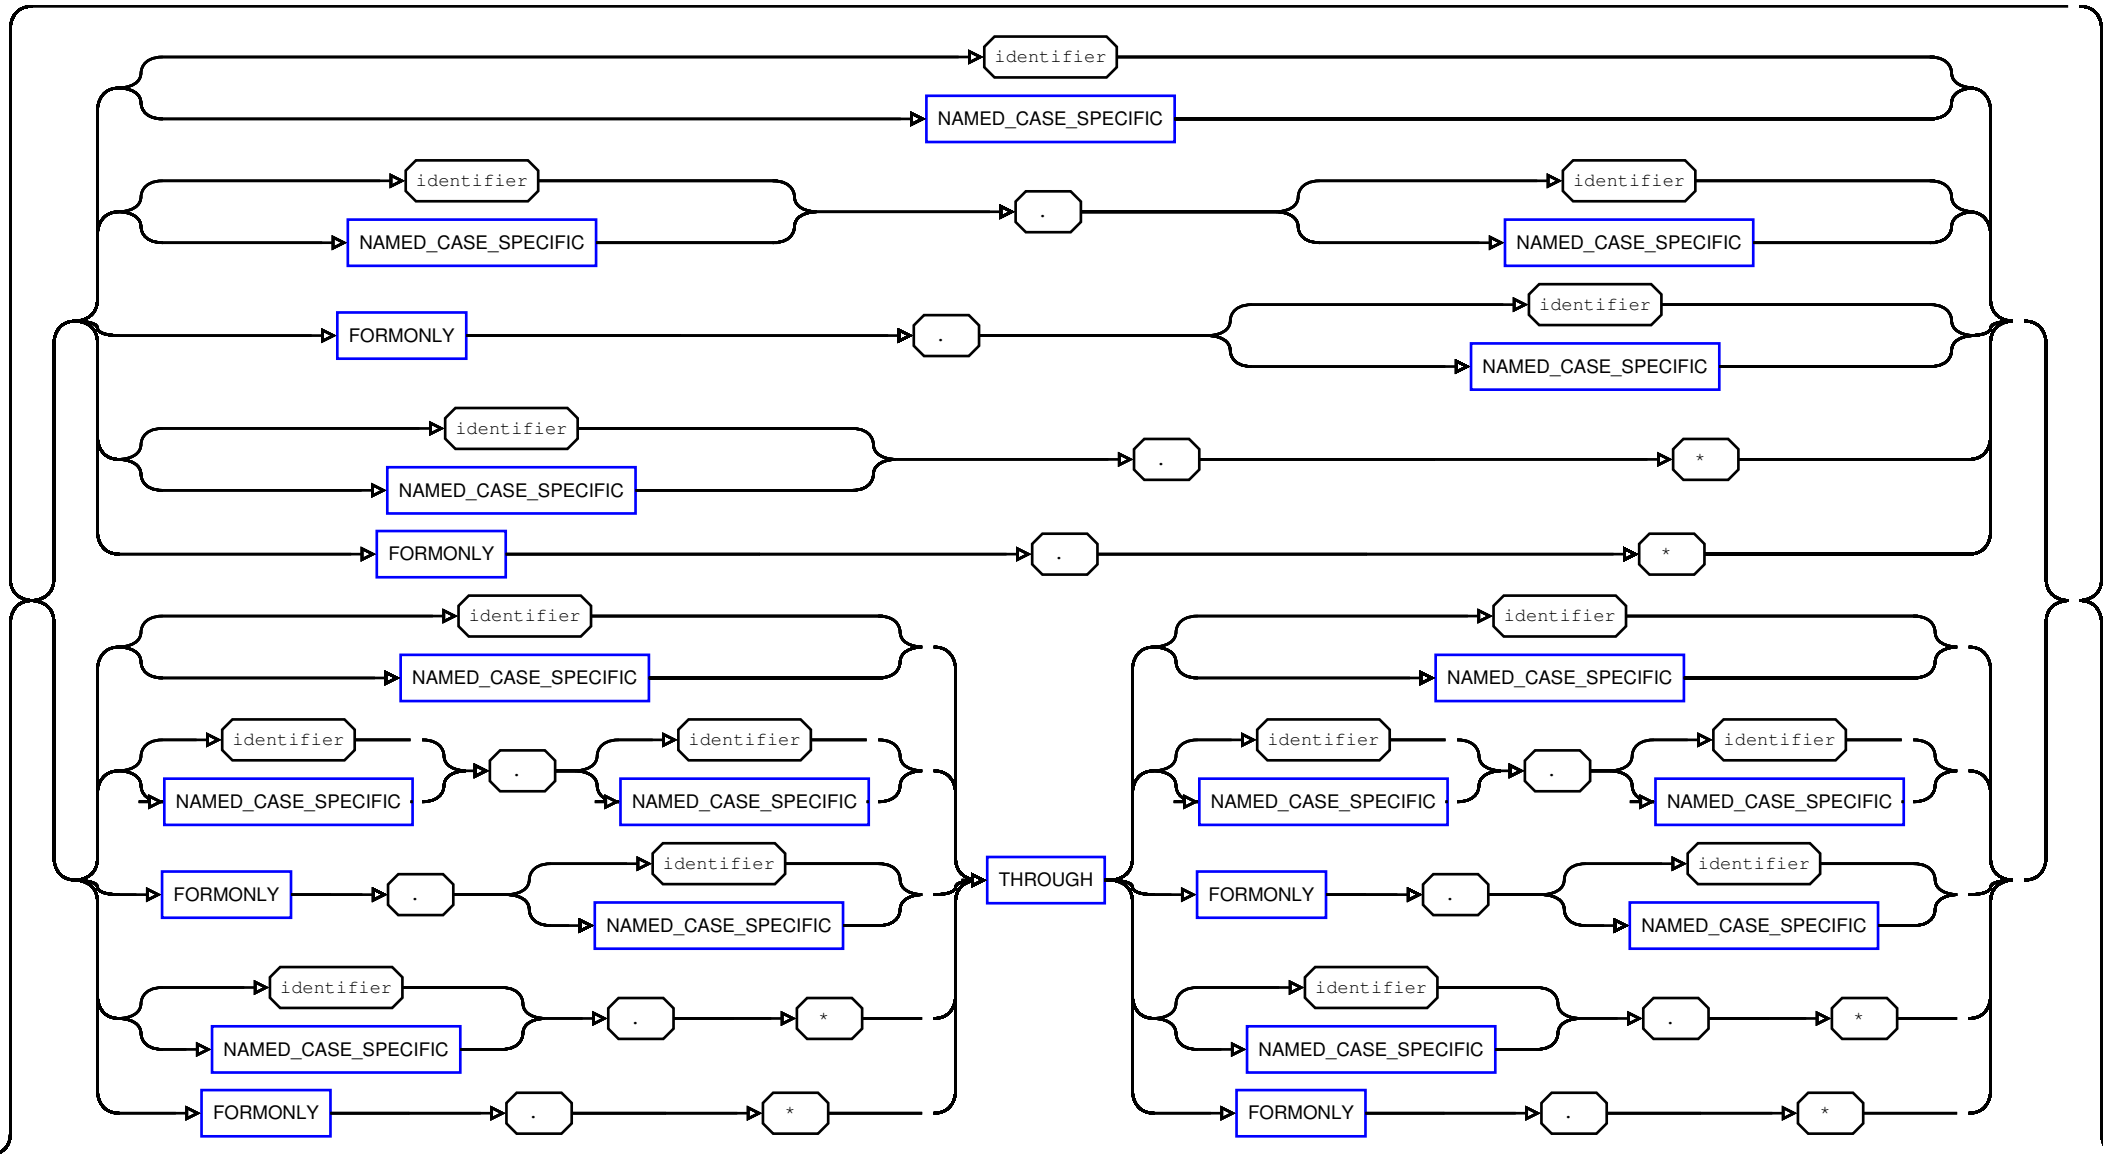 identifier
NAMED_CASE_SPECIFIC
identifier identifier
.
NAMED_CASE_SPECIFIC NAMED_CASE_SPECIFIC
identifier
FORMONLY .
NAMED_CASE_SPECIFIC
identifier
. *
NAMED_CASE_SPECIFIC
FORMONLY . *
identifier identifier
NAMED_CASE_SPECIFIC NAMED_CASE_SPECIFIC
identifier identifier identifier identifier
. .
NAMED_CASE_SPECIFIC NAMED_CASE_SPECIFIC NAMED_CASE_SPECIFIC NAMED_CASE_SPECIFIC
identifier identifier
THROUGH
FORMONLY . FORMONLY .
NAMED_CASE_SPECIFIC NAMED_CASE_SPECIFIC
identifier identifier
. * . *
NAMED_CASE_SPECIFIC NAMED_CASE_SPECIFIC
FORMONLY . * FORMONLY . *